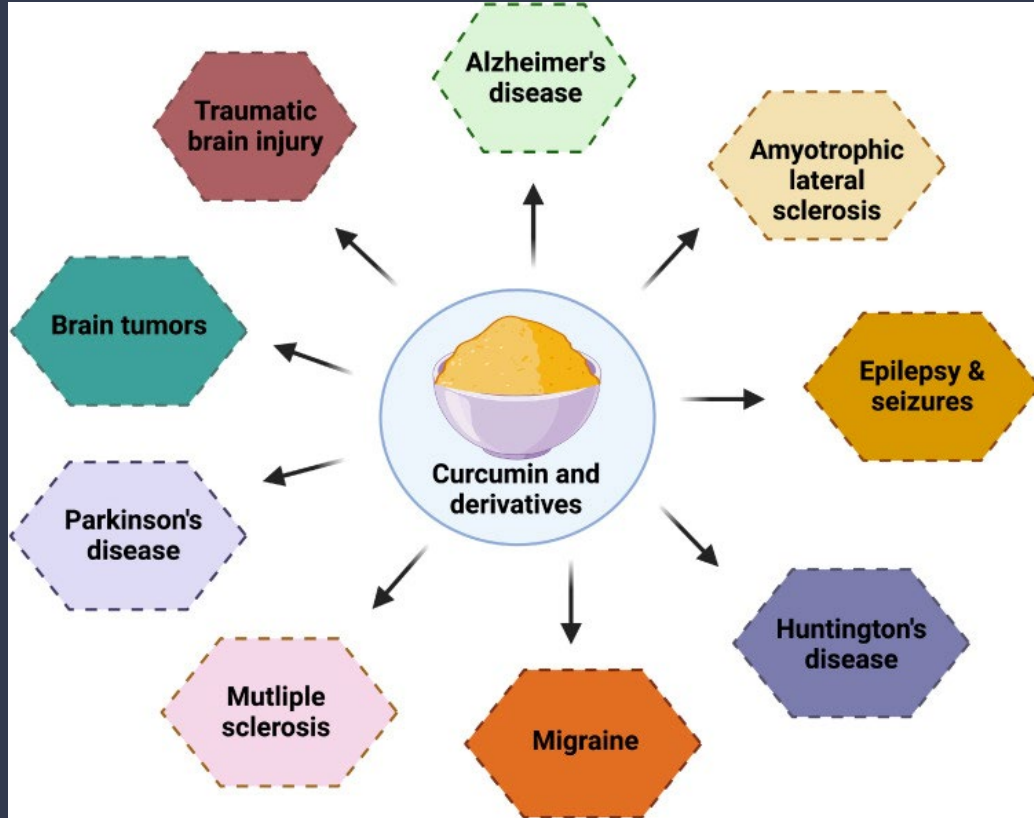 Alzheimer's
disease
Traumatic
brain injury
Amyotrophic
lateral
sclerosis
Brain tumors
Epilepsy &
seizures
Curcumin and
derivatives
Parkinson's
disease
Huntington's
disease
Mutliple
sclerosis
Migraine